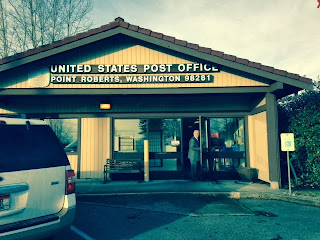 UNITED STATES POST OFFICE
POINT ROBERTS, WASHINGTON 98281